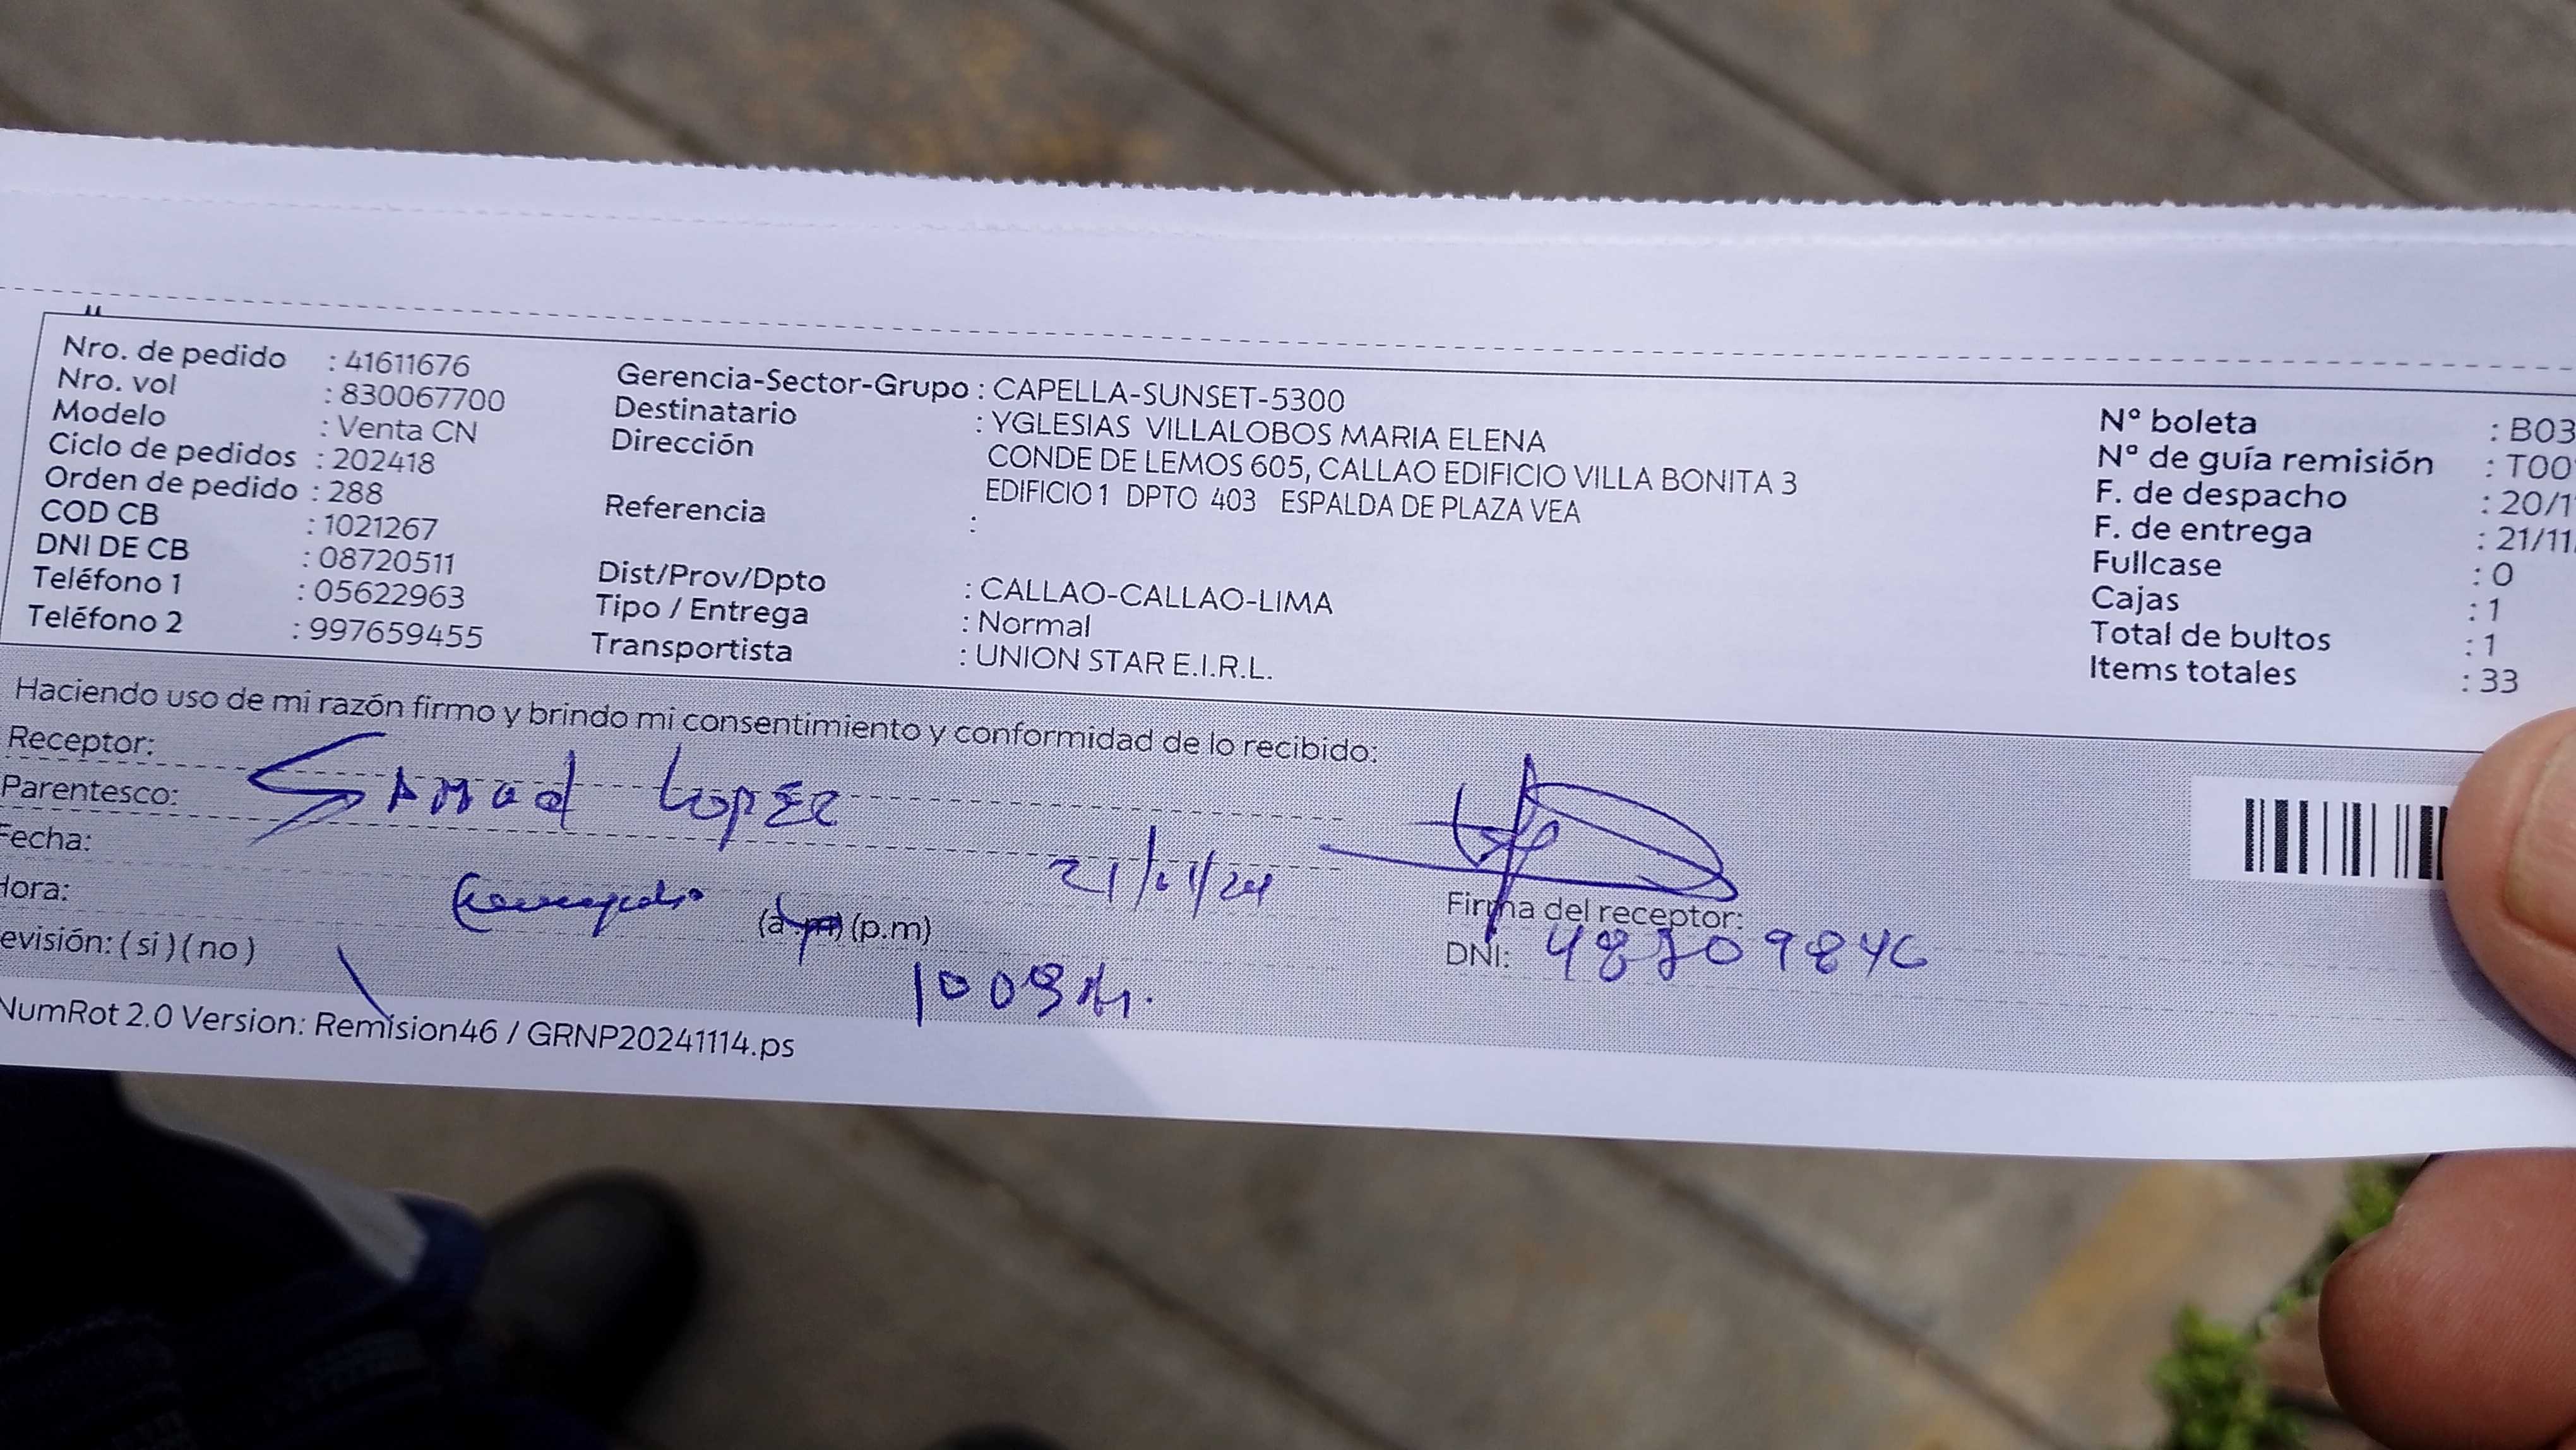 Nro. de pedido : 41611676
Nro. vol : 830067700
Modelo : Venta CN
Ciclo de pedidos : 202418
Orden de pedido : 288
COD CB : 1021267
DNI DE CB : 08720511
Teléfono 1 : 05622963
Teléfono 2 : 997659455
Gerencia-Sector-Grupo : CAPELLA-SUNSET-5300
Destinatario : YGLESIAS VILLALOBOS MARIA ELENA
Dirección CONDE DE LEMOS 605, CALLAO EDIFICIO VILLA BONITA 3
EDIFICIO 1 DPTO 403 ESPALDA DE PLAZA VEA
Referencia :
Dist/Prov/Dpto : CALLAO-CALLAO-LIMA
Tipo / Entrega : Normal
Transportista : UNION STAR E.I.R.L.
N° boleta : B03
N° de guía remisión : T00
F. de despacho : 20/1
F. de entrega : 21/11
Fullcase : 0
Cajas : 1
Total de bultos : 1
Items totales : 33
Haciendo uso de mi razón firmo y brindo mi consentimiento y conformidad de lo recibido:
Receptor:
Lopez
Parentesco:
Fecha:
Hora:
(p.m)
evisión: ( si ) ( no )
Firma del receptor:
DNI:
NumRot 2.0 Version: Remision46 / GRNP20241114.ps